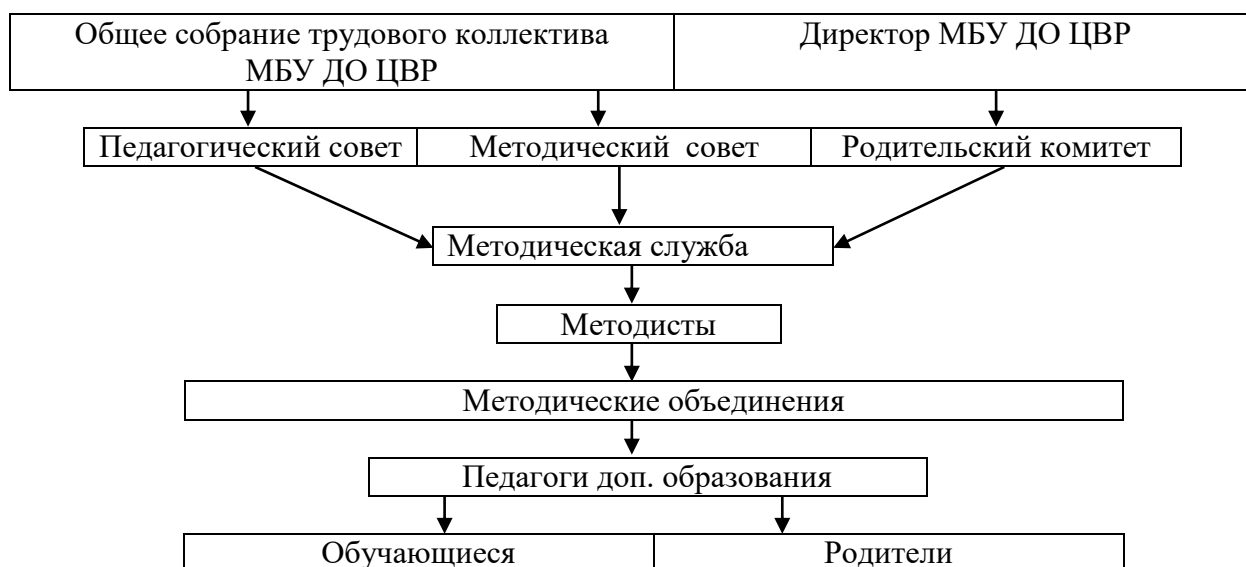 Общее собрание трудового коллектива
МБУ ДО ЦВР
Директор МБУ ДО ЦВР
Педагогический совет
Методический совет
Родительский комитет
Методическая служба
Методисты
Методические объединения
Педагоги доп. образования
Обучающиеся
Родители